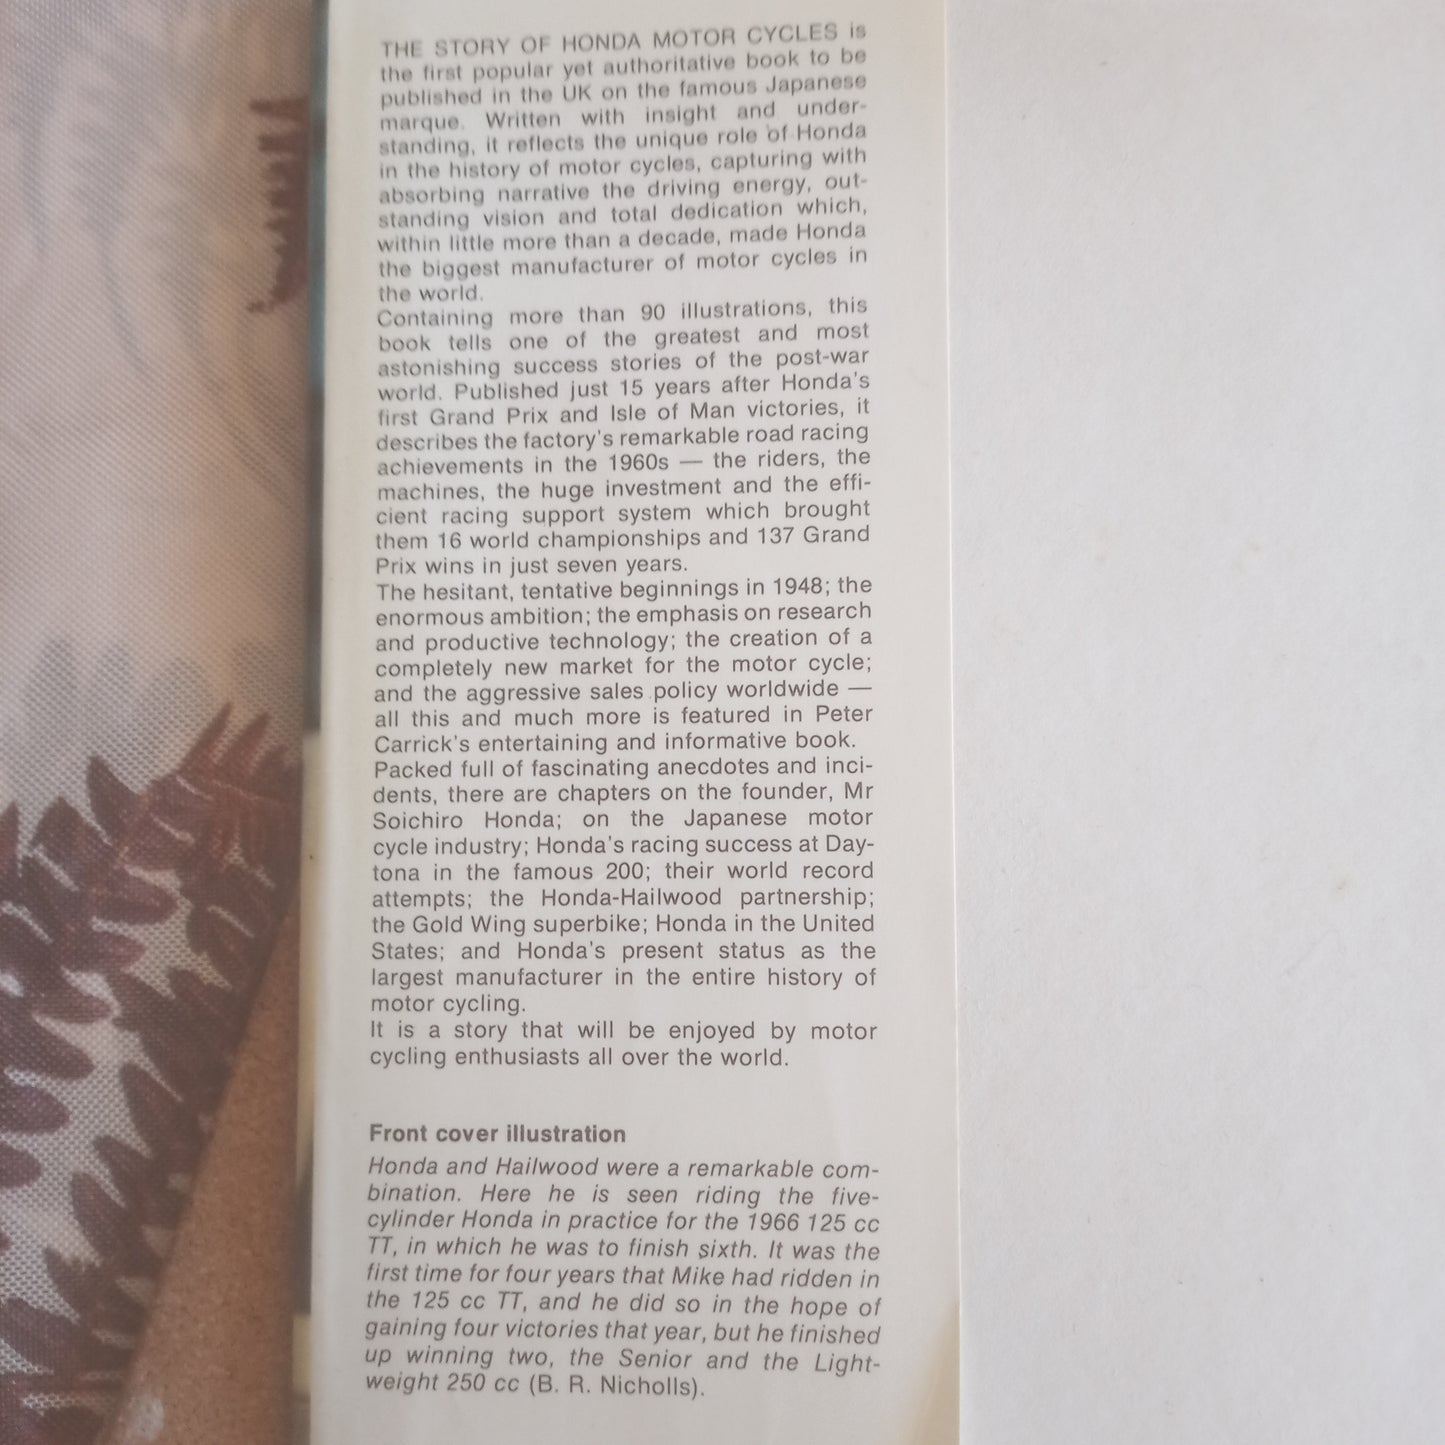 THE STORY OF HONDA MOTOR CYCLES is
the first popular yet authoritative book to be
published in the UK on the famous Japanese
marque. Written with insight and under-
standing, it reflects the unique role of Honda
in the history of motor cycles, capturing with
absorbing narrative the driving energy, out-
standing vision and total dedication which,
within little more than a decade, made Honda
the biggest manufacturer of motor cycles in
the world.
Containing more than 90 illustrations, this
book tells one of the greatest and most
astonishing success stories of the post-war
world. Published just 15 years after Honda's
first Grand Prix and Isle of Man victories, it
describes the factory's remarkable road racing
achievements in the 1960s — the riders, the
machines, the huge investment and the effi-
cient racing support system which brought
them 16 world championships and 137 Grand
Prix wins in just seven years.
The hesitant, tentative beginnings in 1948; the
enormous ambition; the emphasis on research
and productive technology; the creation of a
completely new market for the motor cycle;
and the aggressive sales policy worldwide —
all this and much more is featured in Peter
Carrick's entertaining and informative book.
Packed full of fascinating anecdotes and inci-
dents, there are chapters on the founder, Mr
Soichiro Honda; on the Japanese motor
cycle industry; Honda's racing success at Day-
tona in the famous 200; their world record
attempts; the Honda-Hailwood partnership;
the Gold Wing superbike; Honda in the United
States; and Honda's present status as the
largest manufacturer in the entire history of
motor cycling.
It is a story that will be enjoyed by motor
cycling enthusiasts all over the world.
Front cover illustration
Honda and Hailwood were a remarkable com-
bination. Here he is seen riding the five-
cylinder Honda in practice for the 1966 125 cc
TT, in which he was to finish sixth. It was the
first time for four years that Mike had ridden in
the 125 cc TT, and he did so in the hope of
gaining four victories that year, but he finished
up winning two, the Senior and the Light-
weight 250 cc (B. R. Nicholls).